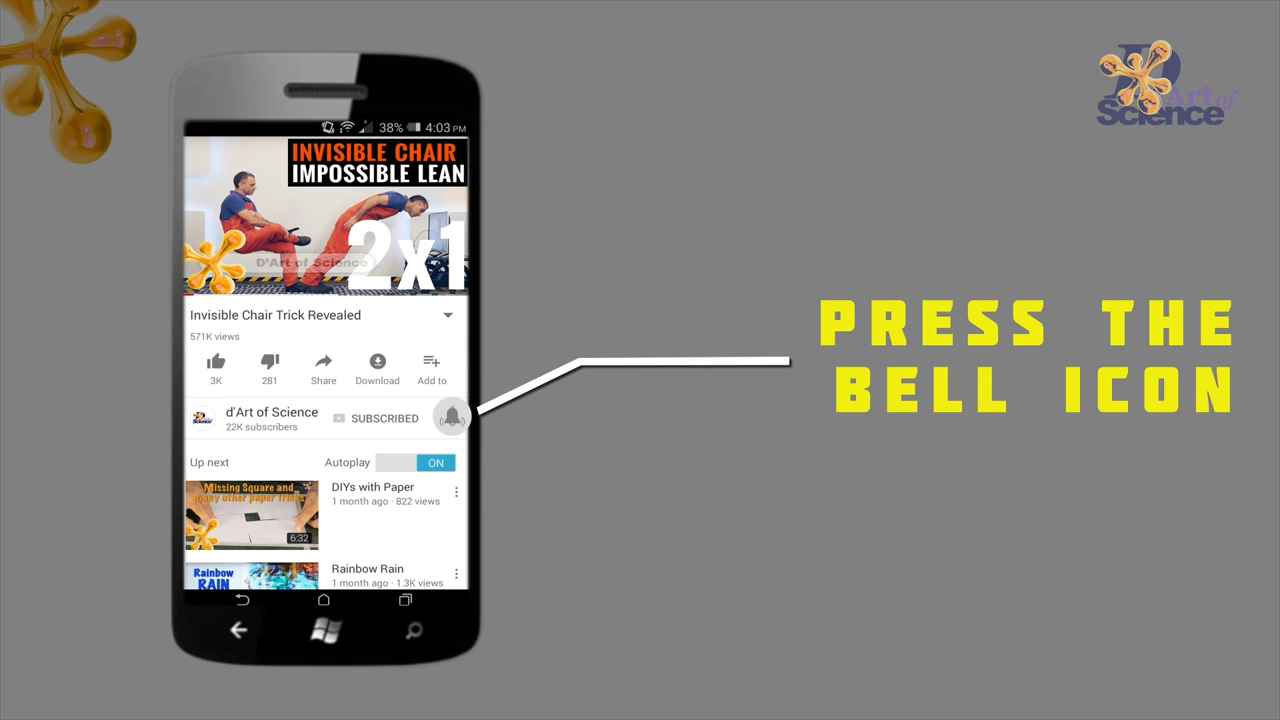 D
Art of
Science
38% 4:03 PM
INVISIBLE CHAIR
IMPOSSIBLE LEAN
2x1
D'Art of Science
Invisible Chair Trick Revealed
571K views
3K 281 Share Download Add to
d'Art of Science
22K subscribers
SUBSCRIBED
Up next Autoplay ON
Missing Square and
many other paper tricks
6:32
DIYs with Paper
1 month ago · 822 views
Rainbow
RAIN
Rainbow Rain
1 month ago · 1.3K views
PRESS THE
BELL ICON